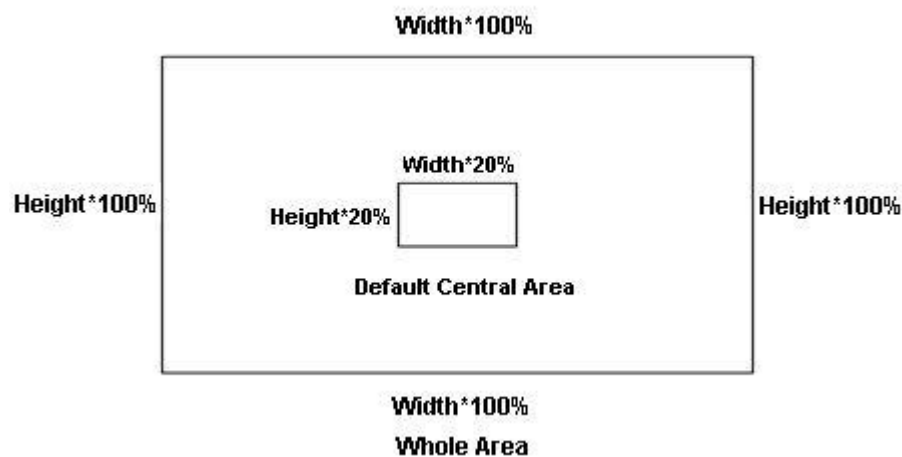 Width*100%
Width*20%
Height*100%
Height*20%
Height*100%
Default Central Area
Width*100%
Whole Area